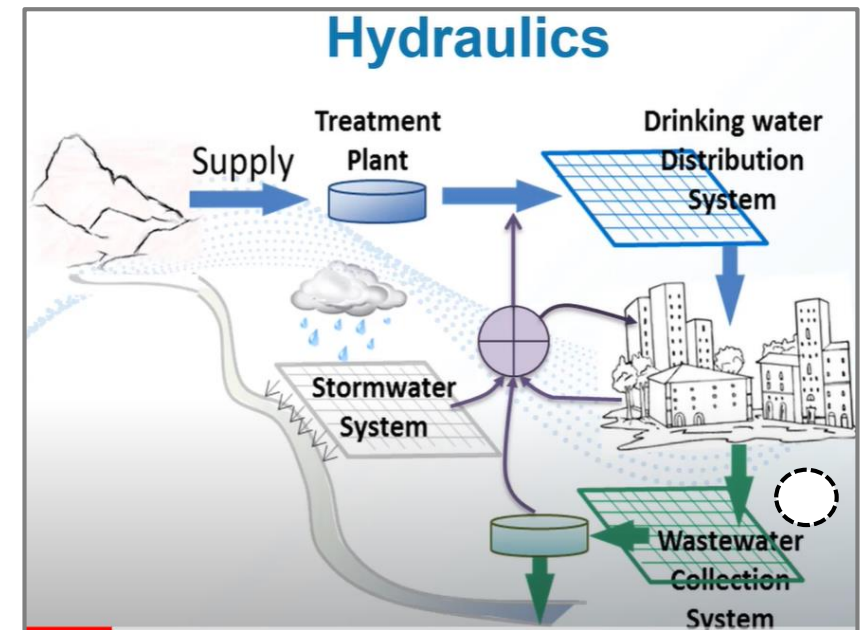 Hydraulics
Supply
Treatment
Plant
Drinking water
Distribution
System
Stormwater
System
Wastewater
Collection
System